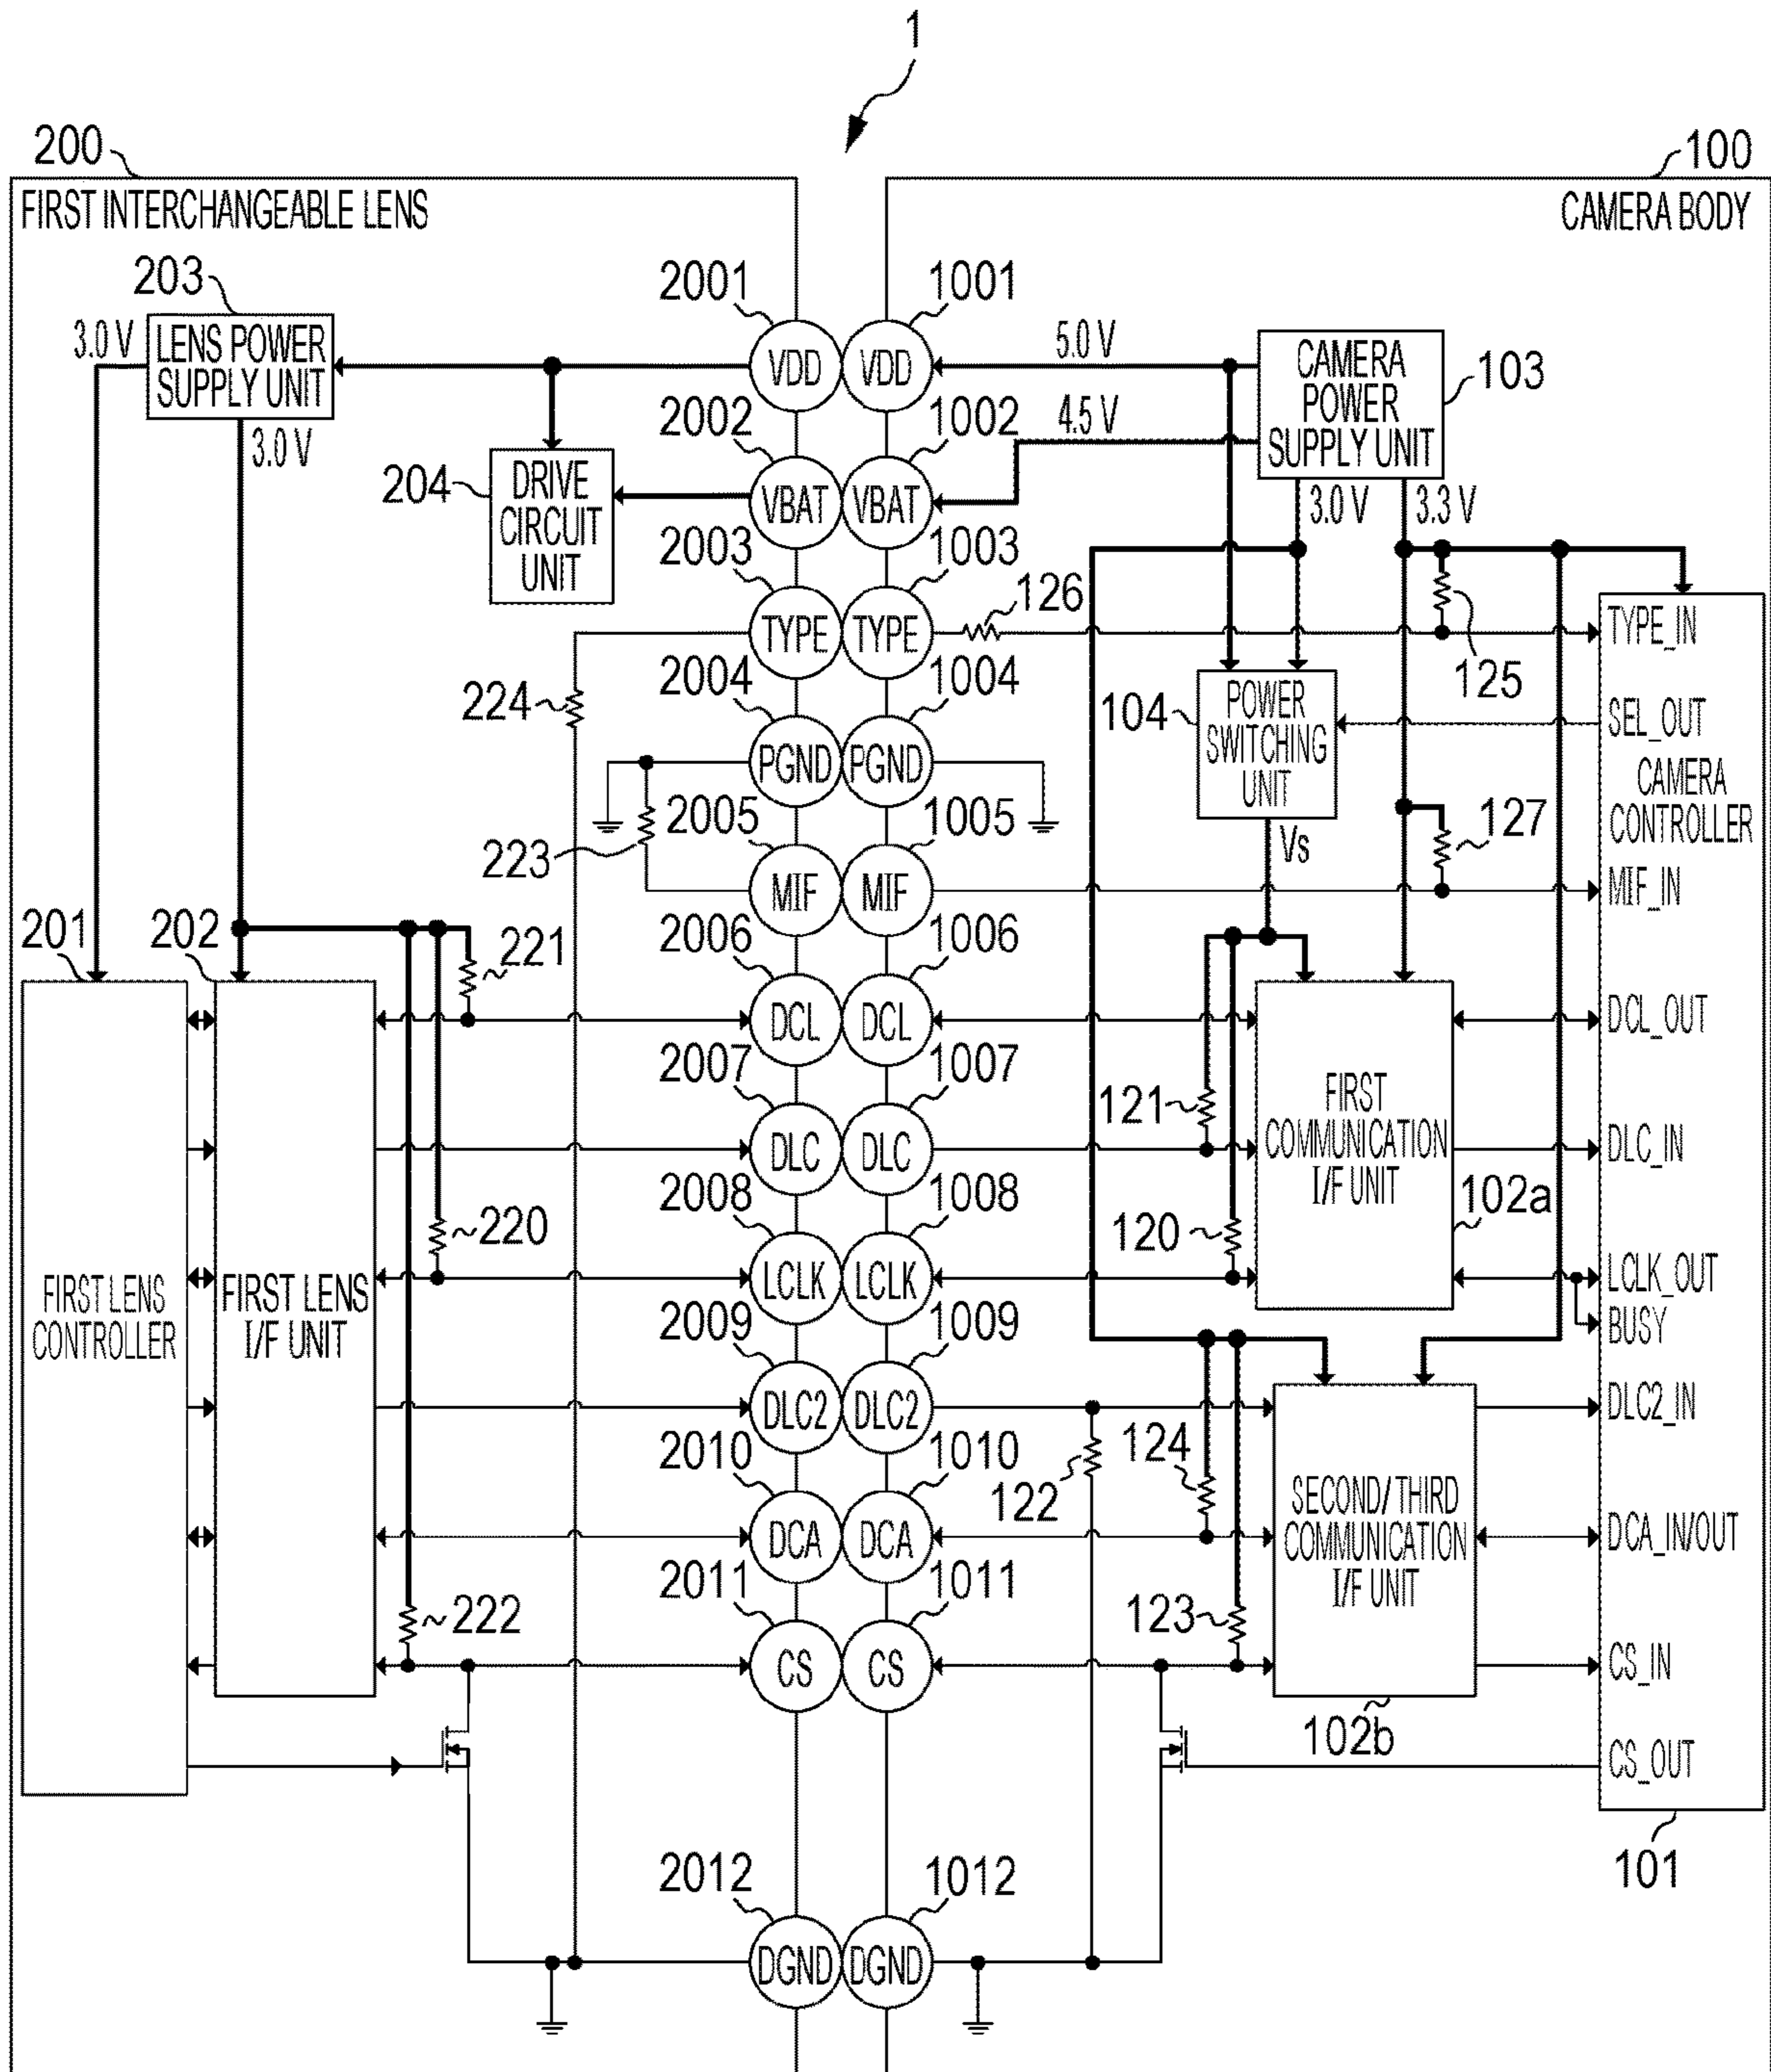 1
200
100
FIRST INTERCHANGEABLE LENS
CAMERA BODY
203
2001
1001
3.0 V
LENS POWER
SUPPLY UNIT
VDD
VDD
5.0 V
CAMERA
POWER
SUPPLY UNIT
103
3.0 V
2002
1002
4.5 V
204
DRIVE
CIRCUIT
UNIT
VBAT
VBAT
3.0 V
3.3 V
2003
1003
126
TYPE
TYPE
125
TYPE_IN
224
2004
1004
104
POWER
SWITCHING
UNIT
SEL_OUT
PGND
PGND
CAMERA
CONTROLLER
223
2005
1005
Vs
127
MIF
MIF
MIF_IN
201
202
221
2006
1006
DCL
DCL
DCL_OUT
2007
1007
121
FIRST
COMMUNICATION
I/F UNIT
DLC
DLC
DLC_IN
220
2008
1008
120
102a
FIRST LENS
CONTROLLER
FIRST LENS
I/F UNIT
LCLK
LCLK
LCLK_OUT
BUSY
2009
1009
DLC2
DLC2
DLC2_IN
2010
1010
122
124
SECOND/THIRD
COMMUNICATION
I/F UNIT
DCA
DCA
DCA_IN/OUT
222
2011
1011
123
CS
CS
CS_IN
102b
CS_OUT
2012
1012
101
DGND
DGND